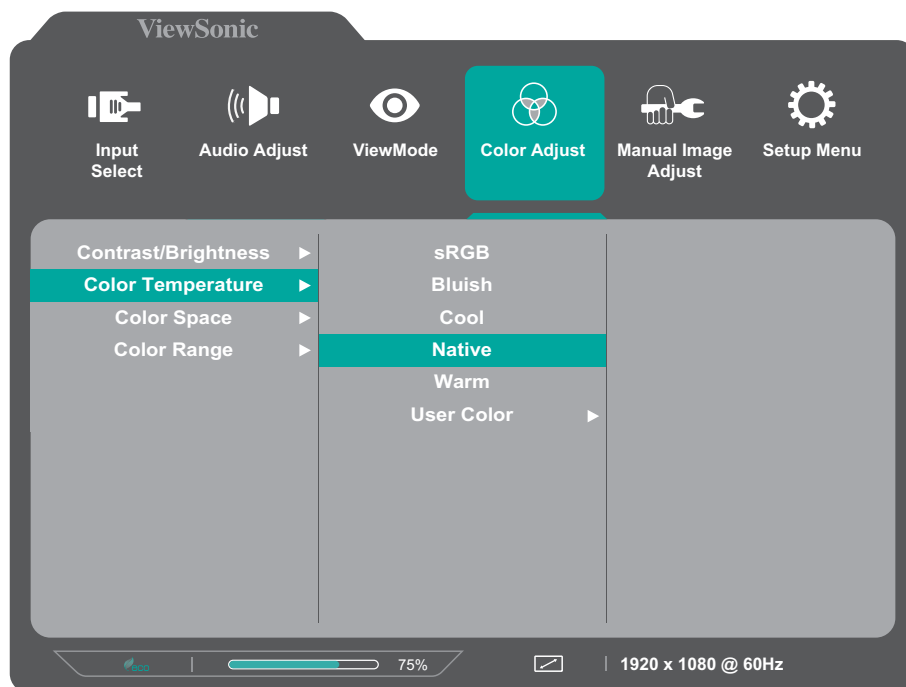 ViewSonic
Input
Select
Audio Adjust
ViewMode
Color Adjust
Manual Image
Adjust
Setup Menu
Contrast/Brightness
Color Temperature
Color Space
Color Range
sRGB
Bluish
Cool
Native
Warm
User Color
eco
75%
1920 x 1080 @ 60Hz